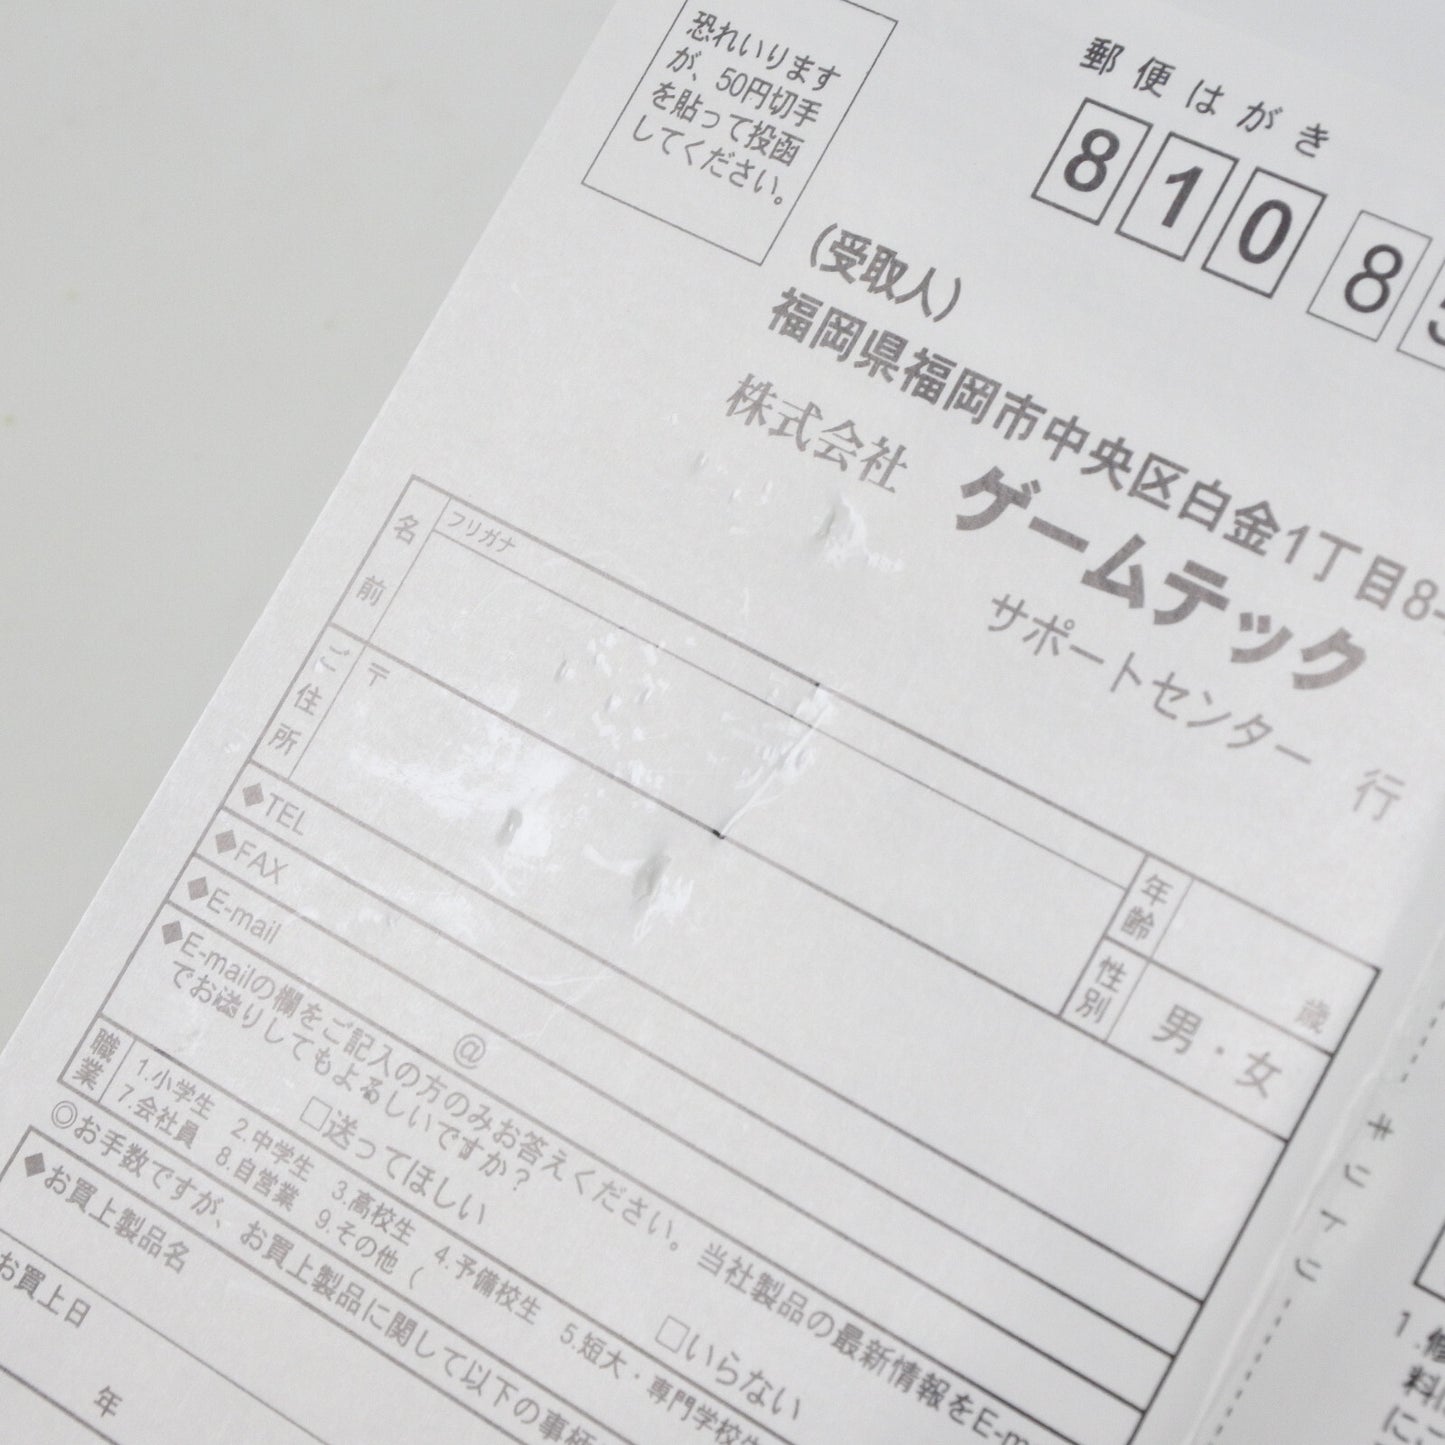 恐れいります
が、50円切手
を貼って投函
してください。
郵便はがき
810 8
（受取人）
福岡県福岡市中央区白金1丁目8-
株式会社 ゲームテック
サポートセンター 行
フリガナ
名前
年齢
歳
ご住所
〒
性別
男・女
◆TEL
◆FAX
◆E-mail
@
◆E-mailの欄をご記入の方のみお答えください。当社製品の最新情報をE-m
でお送りしてもよろしいですか？
□送ってほしい □いらない
職業
1.小学生 2.中学生 3.高校生 4.予備校生 5.短大・専門学校生
7.会社員 8.自営業 9.その他（
◎お手数ですが、お買上製品に関して以下の事柄
◆お買上製品名
お買上日
年
キリトリ
1.修
料
に